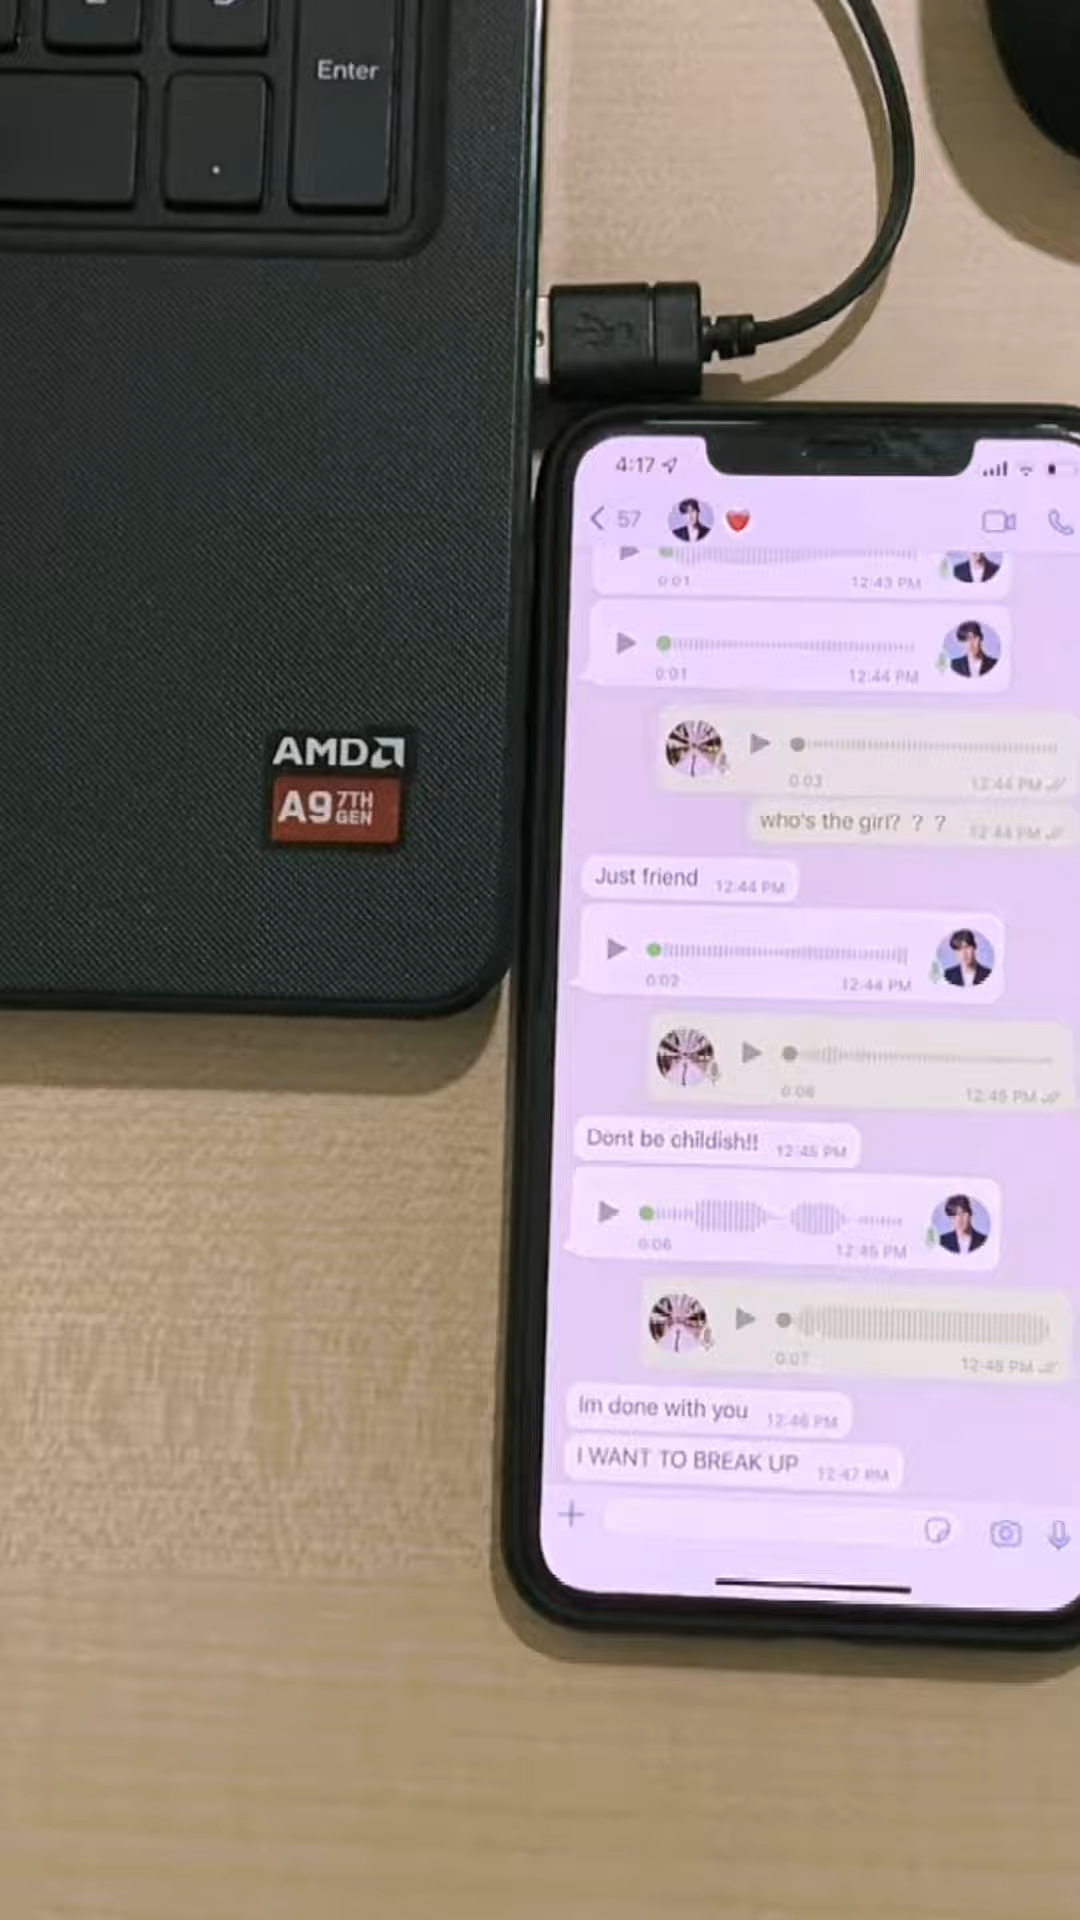 Enter
.
AMD
A9 7TH GEN
4:17
57
0:01 12:43 PM
0:01 12:44 PM
0:03 12:44 PM
who's the girl? ? ? 12:44 PM
Just friend 12:44 PM
0:02 12:44 PM
12:45 PM
Dont be childish!! 12:45 PM
0:06 12:45 PM
0:07 12:46 PM
Im done with you 12:46 PM
I WANT TO BREAK UP 12:47 PM